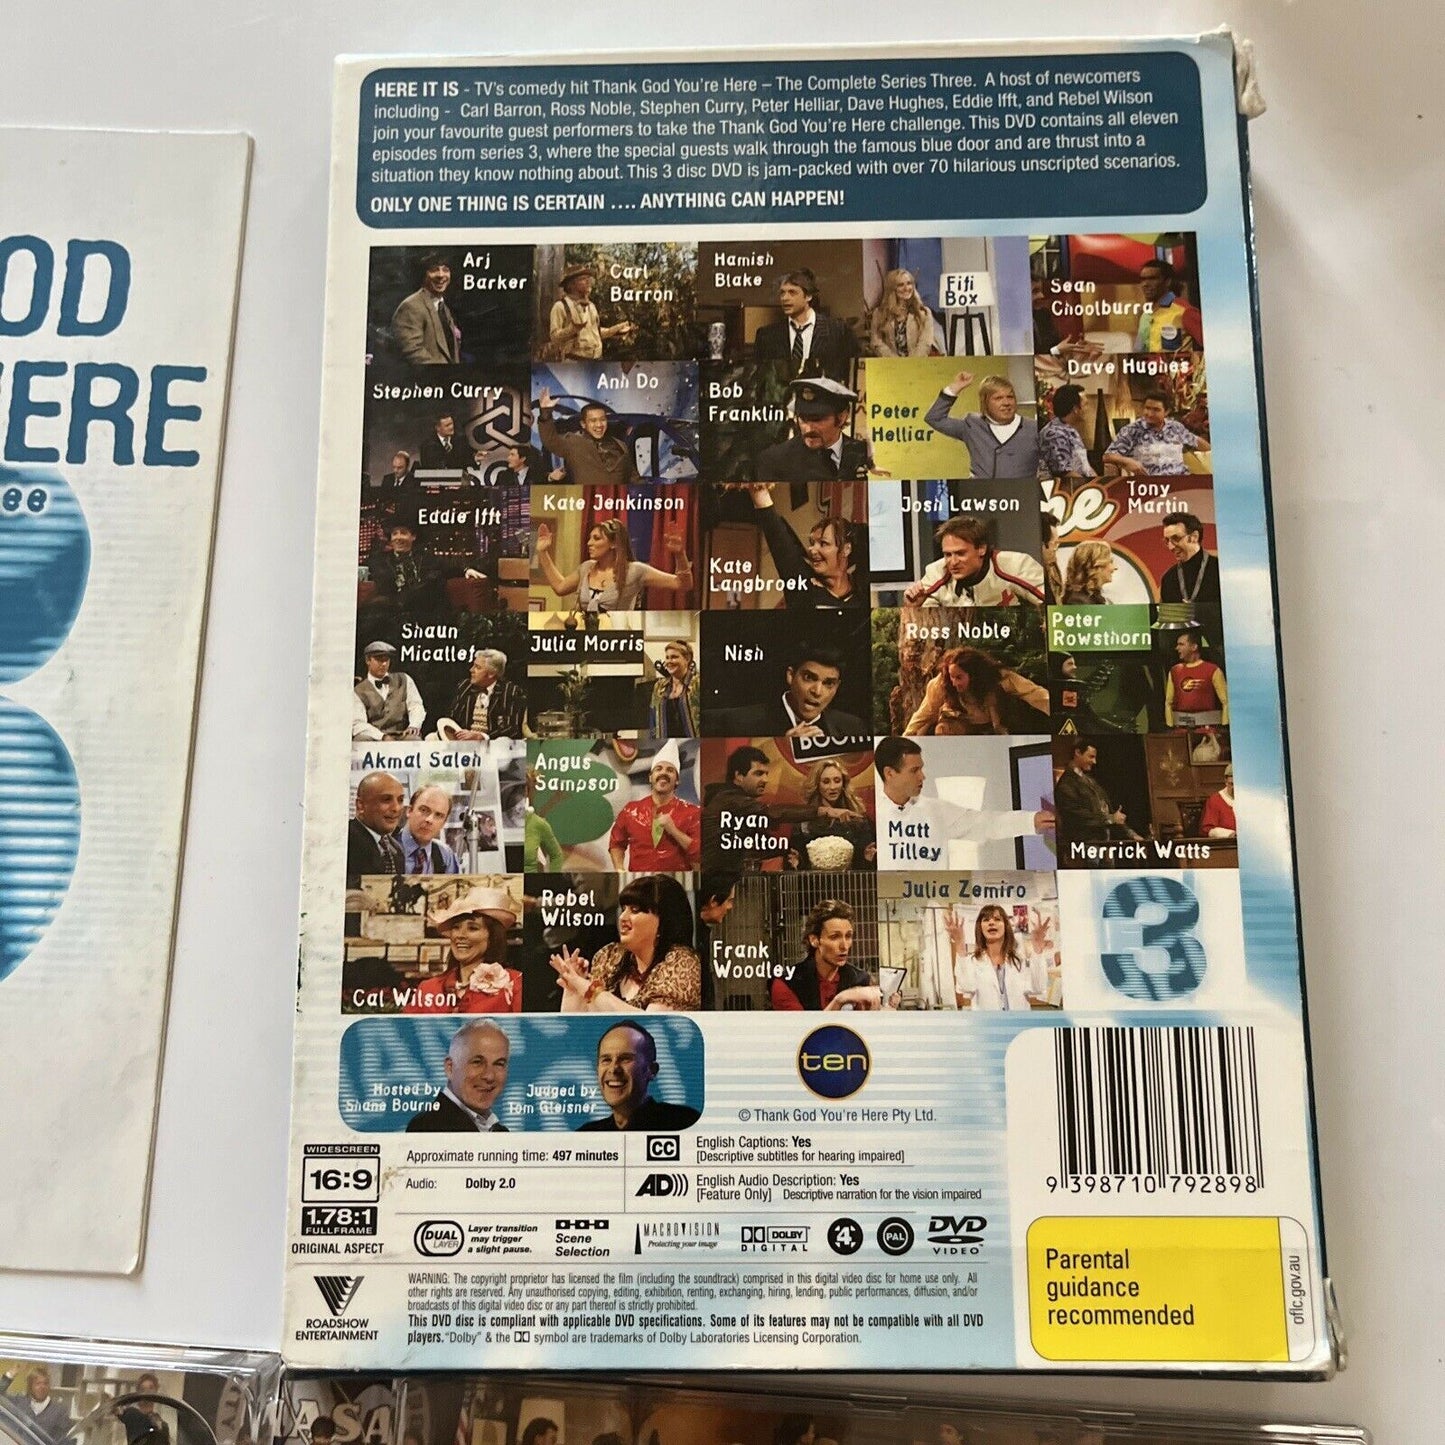 OD
HERE
ee
HERE IT IS - TV's comedy hit Thank God You're Here – The Complete Series Three. A host of newcomers
including - Carl Barron, Ross Noble, Stephen Curry, Peter Helliar, Dave Hughes, Eddie Ifft, and Rebel Wilson
join your favourite guest performers to take the Thank God You're Here challenge. This DVD contains all eleven
episodes from series 3, where the special guests walk through the famous blue door and are thrust into a
situation they know nothing about. This 3 disc DVD is jam-packed with over 70 hilarious unscripted scenarios.
ONLY ONE THING IS CERTAIN .... ANYTHING CAN HAPPEN!
Arj
Barker
Carl
Barron
Hamish
Blake
Fifi
Box
Sean
Choolburra
Stephen Curry
Anh Do
Bob
Franklin
Peter
Helliar
Dave Hughes
Eddie Ifft
Kate Jenkinson
Kate
Langbroek
Josh Lawson
Tony
Martin
Shaun
Micallef
Julia Morris
Nish
Ross Noble
Peter
Rowsthorn
Akmal Saleh
Angus
Sampson
BOOM
Ryan
Shelton
Matt
Tilley
Merrick Watts
Cal Wilson
Rebel
Wilson
Frank
Woodley
Julia Zemiro
3
Hosted by
Shane Bourne
Judged by
Tom Gleisner
ten
© Thank God You're Here Pty Ltd.
WIDESCREEN
16:9
1.78:1
FULLFRAME
ORIGINAL ASPECT
Approximate running time: 497 minutes
Audio: Dolby 2.0
CC
English Captions: Yes
[Descriptive subtitles for hearing impaired]
AD)))
English Audio Description: Yes
[Feature Only] Descriptive narration for the vision impaired
DUAL
LAYER
Layer transition
may trigger
a slight pause.
Scene
Selection
MACROVISION
Protecting your image
DOLBY
DIGITAL
4
PAL
DVD
VIDEO
ROADSHOW
ENTERTAINMENT
WARNING: The copyright proprietor has licensed the film (including the soundtrack) comprised in this digital video disc for home use only. All
other rights are reserved. Any unauthorised copying, editing, exhibition, renting, exchanging, hiring, lending, public performances, diffusion, and/or
broadcasts of this digital video disc or any part thereof is strictly prohibited.
This DVD disc is compliant with applicable DVD specifications. Some of its features may not be compatible with all DVD
players. "Dolby" & the DD symbol are trademarks of Dolby Laboratories Licensing Corporation.
9 398710 792898
Parental
guidance
recommended
oflc.gov.au
ASA